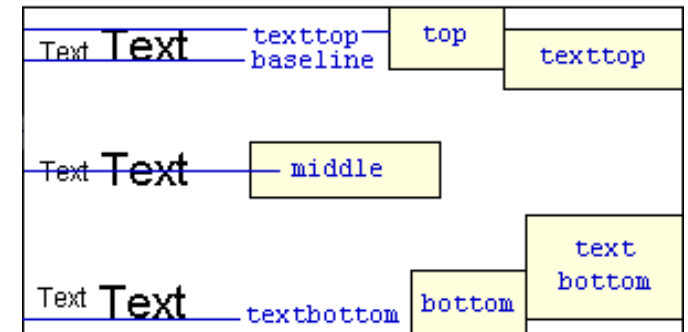 Text Text texttop top
baseline texttop
Text Text middle
text
bottom
Text Text textbottom bottom